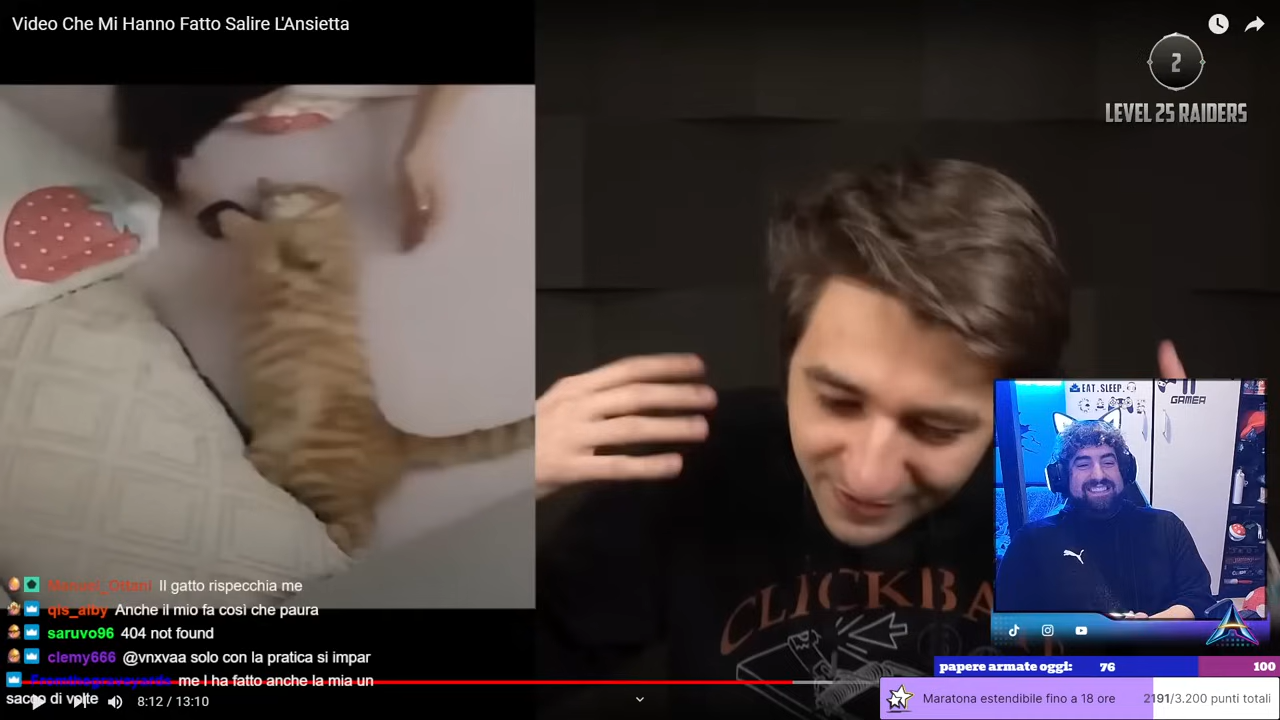 Video Che Mi Hanno Fatto Salire L'Ansietta
2
LEVEL 25 RAIDERS
EAT.SLEEP.
GAMER
CLICKBA
Il gatto rispecchia me
qls_alby Anche il mio fa così che paura
saruvo96 404 not found
clemy666 @vnxvaa solo con la pratica si impar
Fromthegraveyards me l ha fatto anche la mia un
sacco di volte
8:12 / 13:10
papere armate oggi: 76 100
Maratona estendibile fino a 18 ore 2191/3.200 punti totali